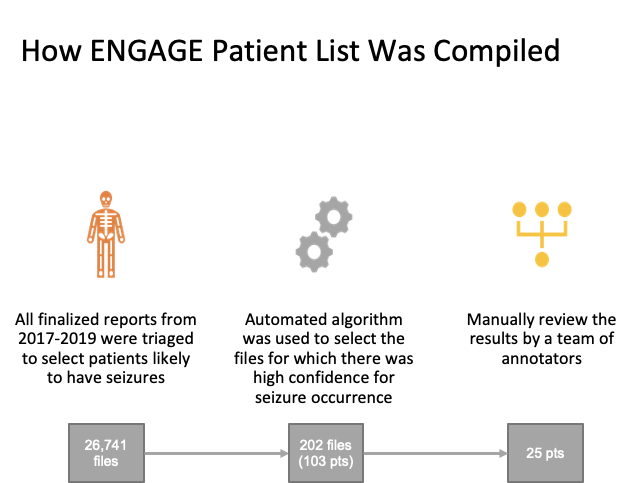 How ENGAGE Patient List Was Compiled
All finalized reports from
2017-2019 were triaged
to select patients likely
to have seizures
Automated algorithm
was used to select the
files for which there was
high confidence for
seizure occurrence
Manually review the
results by a team of
annotators
26,741
files
202 files
(103 pts)
25 pts